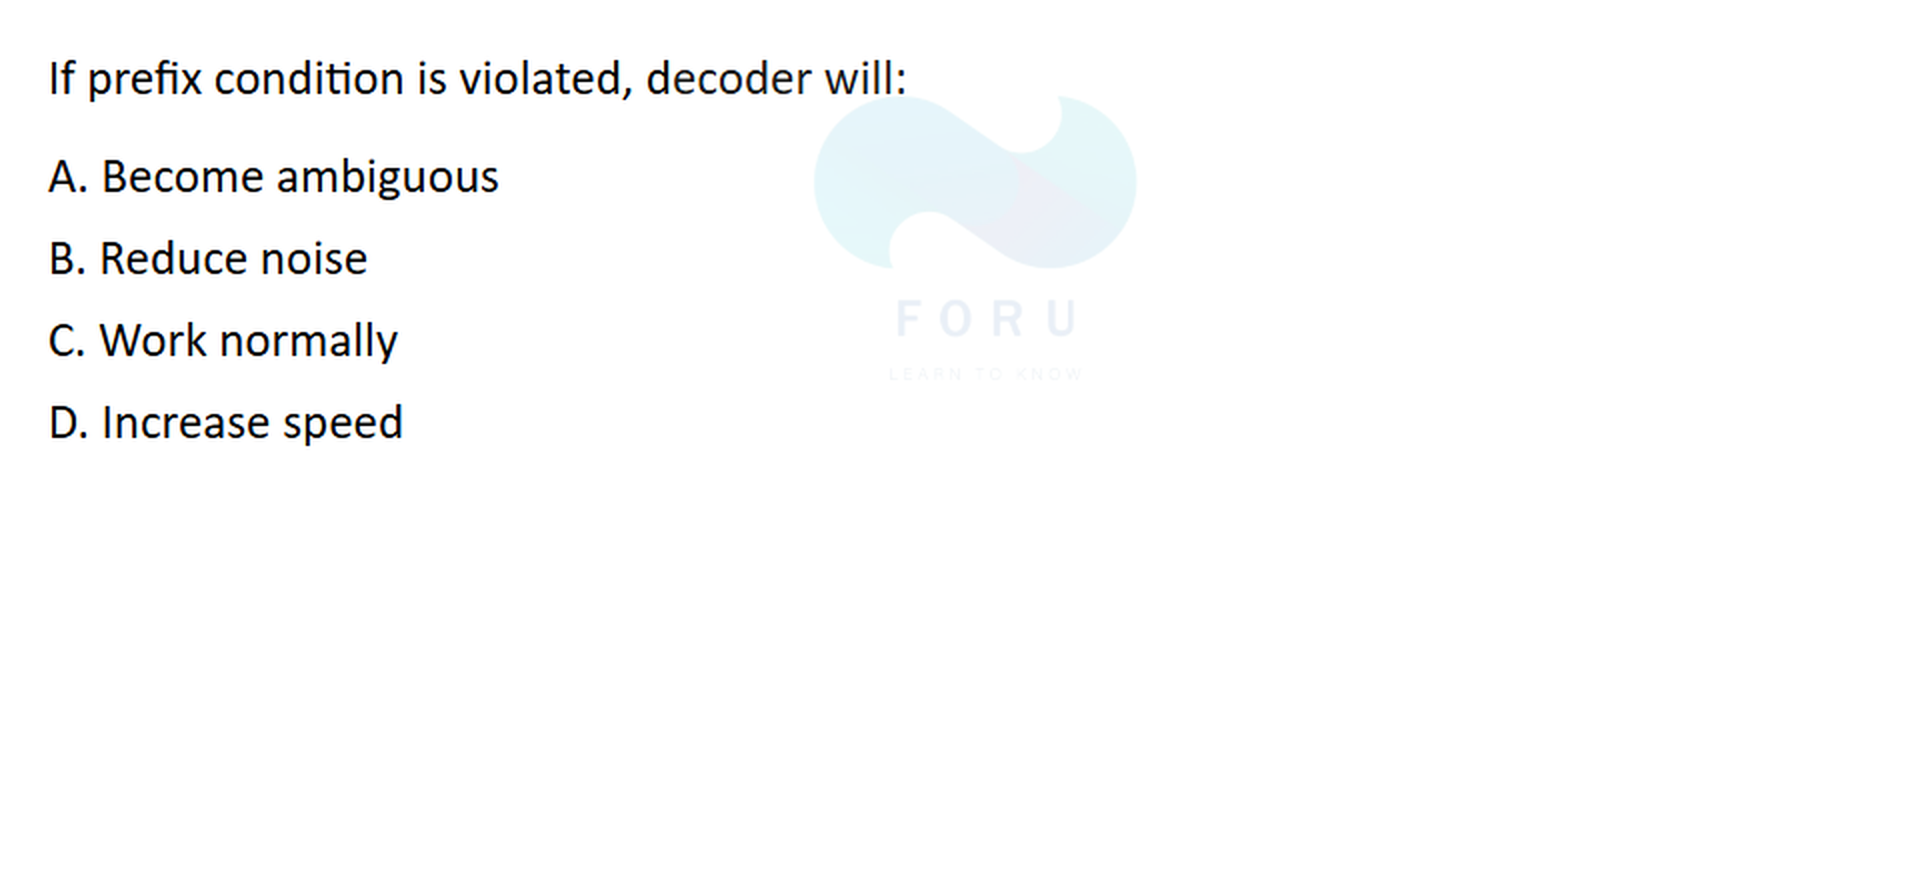 If prefix condition is violated, decoder will:
A. Become ambiguous
B. Reduce noise
C. Work normally
D. Increase speed
FORU
LEARN TO KNOW